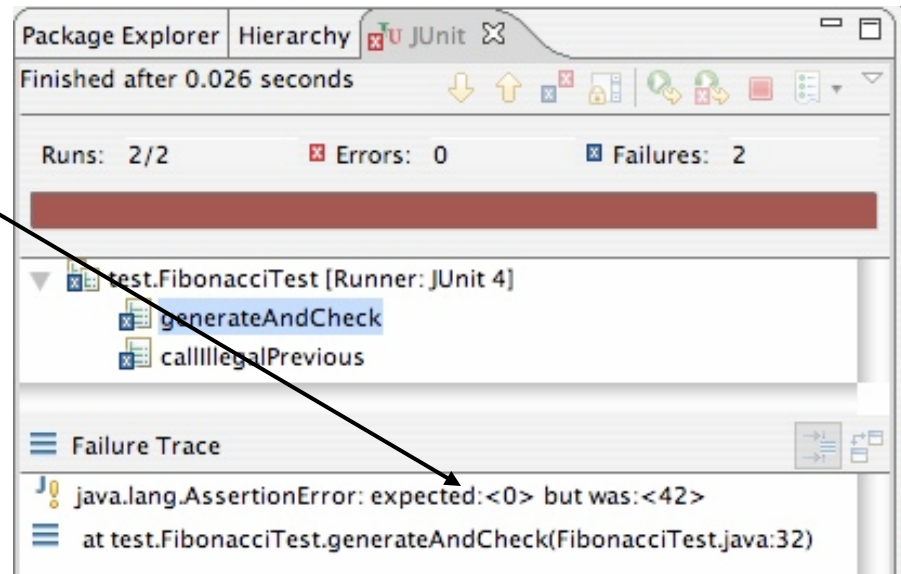 Package Explorer Hierarchy JU JUnit
Finished after 0.026 seconds
Runs: 2/2 Errors: 0 Failures: 2
test.FibonacciTest [Runner: JUnit 4]
generateAndCheck
callIllegalPrevious
Failure Trace
java.lang.AssertionError: expected:<0> but was:<42>
at test.FibonacciTest.generateAndCheck(FibonacciTest.java:32)